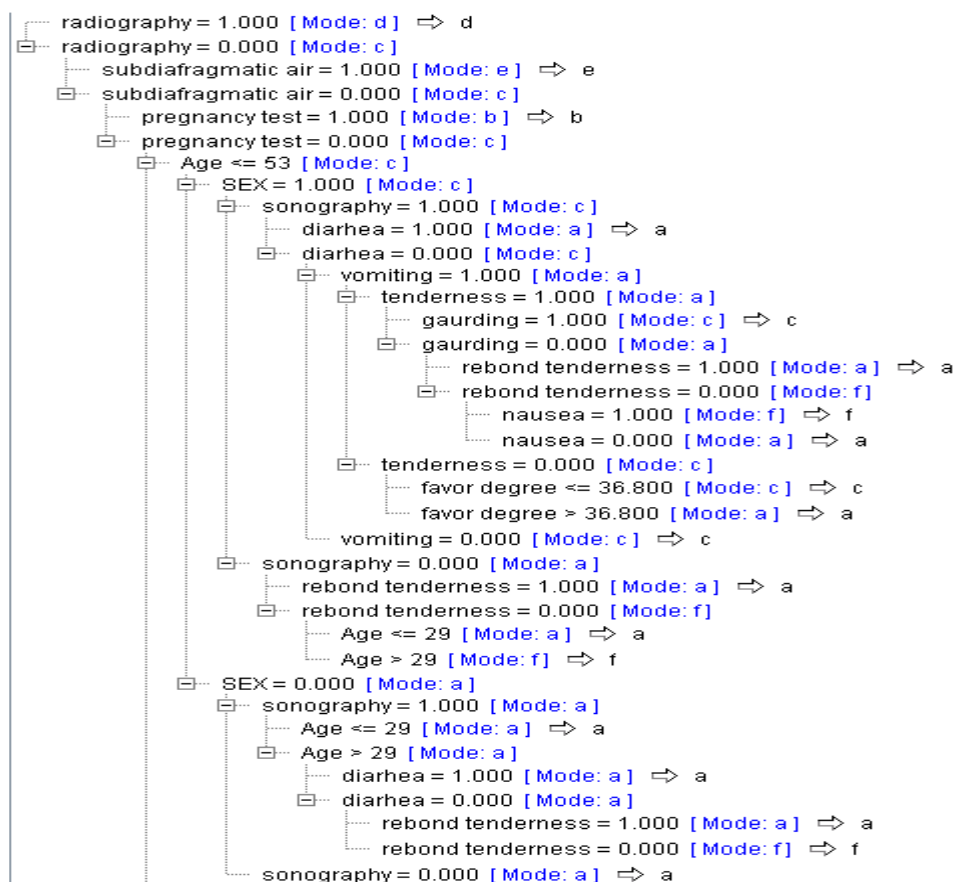 radiography = 1.000 [Mode: d] ⇨ d
radiography = 0.000 [Mode: c]
subdiafragmatic air = 1.000 [Mode: e] ⇨ e
subdiafragmatic air = 0.000 [Mode: c]
pregnancy test = 1.000 [Mode: b] ⇨ b
pregnancy test = 0.000 [Mode: c]
Age <= 53 [Mode: c]
SEX = 1.000 [Mode: c]
sonography = 1.000 [Mode: c]
diarhea = 1.000 [Mode: a] ⇨ a
diarhea = 0.000 [Mode: c]
vomiting = 1.000 [Mode: a]
tenderness = 1.000 [Mode: a]
gaurding = 1.000 [Mode: c] ⇨ c
gaurding = 0.000 [Mode: a]
rebond tenderness = 1.000 [Mode: a] ⇨ a
rebond tenderness = 0.000 [Mode: f]
nausea = 1.000 [Mode: f] ⇨ f
nausea = 0.000 [Mode: a] ⇨ a
tenderness = 0.000 [Mode: c]
favor degree <= 36.800 [Mode: c] ⇨ c
favor degree > 36.800 [Mode: a] ⇨ a
vomiting = 0.000 [Mode: c] ⇨ c
sonography = 0.000 [Mode: a]
rebond tenderness = 1.000 [Mode: a] ⇨ a
rebond tenderness = 0.000 [Mode: f]
Age <= 29 [Mode: a] ⇨ a
Age > 29 [Mode: f] ⇨ f
SEX = 0.000 [Mode: a]
sonography = 1.000 [Mode: a]
Age <= 29 [Mode: a] ⇨ a
Age > 29 [Mode: a]
diarhea = 1.000 [Mode: a] ⇨ a
diarhea = 0.000 [Mode: a]
rebond tenderness = 1.000 [Mode: a] ⇨ a
rebond tenderness = 0.000 [Mode: f] ⇨ f
sonography = 0.000 [Mode: a] ⇨ a